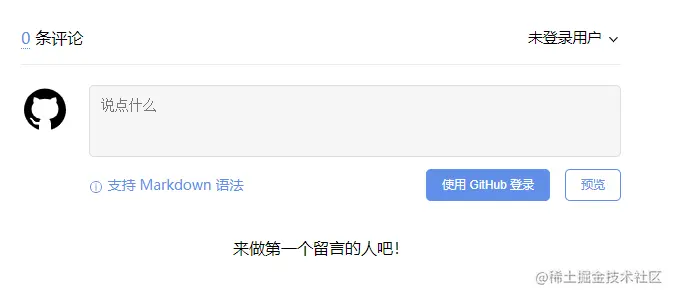 0 条评论
未登录用户
说点什么
支持 Markdown 语法
使用 GitHub 登录
预览
来做第一个留言的人吧！
@稀土掘金技术社区